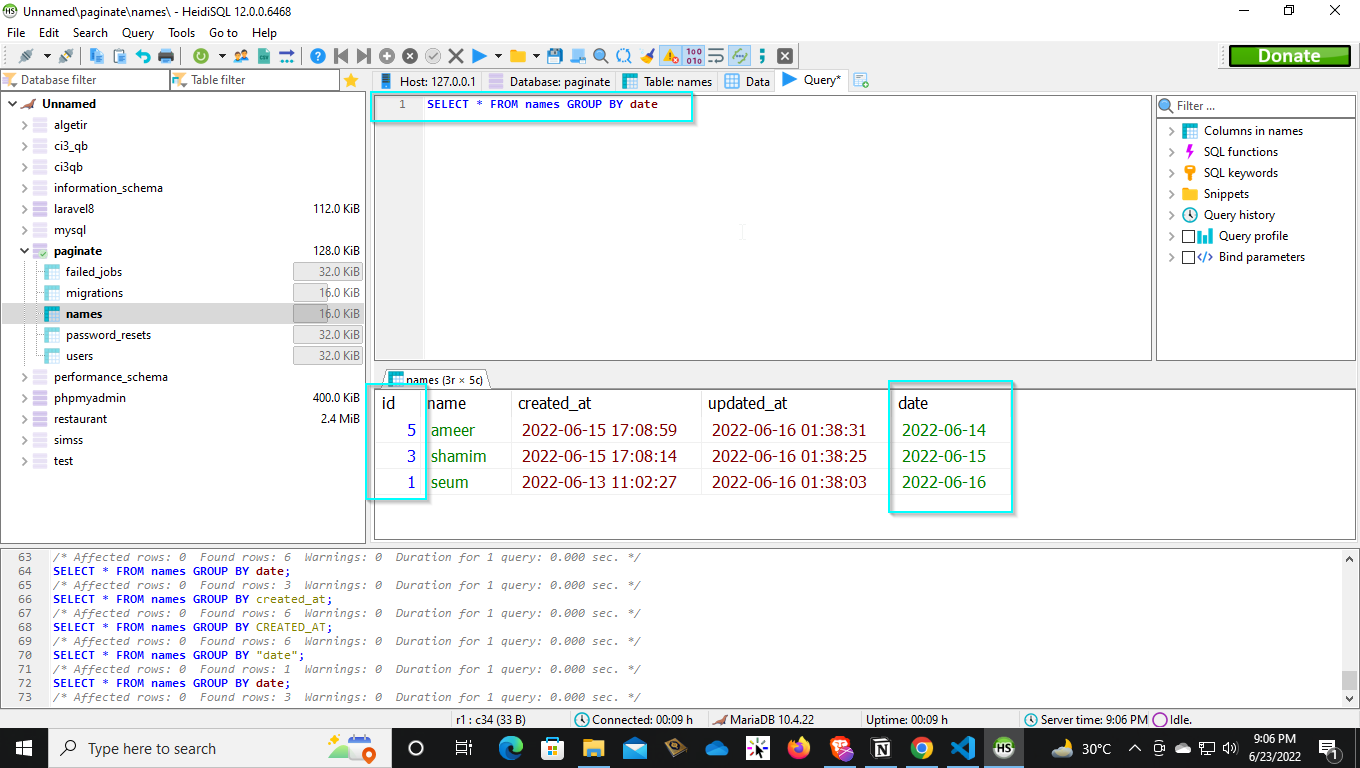 Unnamed\paginate\names\ - HeidiSQL 12.0.0.6468
File Edit Search Query Tools Go to Help
Donate
Database filter
Table filter
Host: 127.0.0.1
Database: paginate
Table: names
Data
Query*
Unnamed
algetir
ci3_qb
ci3qb
information_schema
laravel8 112.0 KiB
mysql
paginate 128.0 KiB
failed_jobs 32.0 KiB
migrations 16.0 KiB
names 16.0 KiB
password_resets 32.0 KiB
users 32.0 KiB
performance_schema
phpmyadmin 400.0 KiB
restaurant 2.4 MiB
simss
test
1 SELECT * FROM names GROUP BY date
Filter ...
Columns in names
SQL functions
SQL keywords
Snippets
Query history
Query profile
Bind parameters
names (3r × 5c)
id name created_at updated_at date
5 ameer 2022-06-15 17:08:59 2022-06-16 01:38:31 2022-06-14
3 shamim 2022-06-15 17:08:14 2022-06-16 01:38:25 2022-06-15
1 seum 2022-06-13 11:02:27 2022-06-16 01:38:03 2022-06-16
63 /* Affected rows: 0 Found rows: 6 Warnings: 0 Duration for 1 query: 0.000 sec. */
64 SELECT * FROM names GROUP BY date;
65 /* Affected rows: 0 Found rows: 3 Warnings: 0 Duration for 1 query: 0.000 sec. */
66 SELECT * FROM names GROUP BY created_at;
67 /* Affected rows: 0 Found rows: 6 Warnings: 0 Duration for 1 query: 0.000 sec. */
68 SELECT * FROM names GROUP BY CREATED_AT;
69 /* Affected rows: 0 Found rows: 6 Warnings: 0 Duration for 1 query: 0.000 sec. */
70 SELECT * FROM names GROUP BY "date";
71 /* Affected rows: 0 Found rows: 1 Warnings: 0 Duration for 1 query: 0.000 sec. */
72 SELECT * FROM names GROUP BY date;
73 /* Affected rows: 0 Found rows: 3 Warnings: 0 Duration for 1 query: 0.000 sec. */
r1 : c34 (33 B) Connected: 00:09 h MariaDB 10.4.22 Uptime: 00:09 h Server time: 9:06 PM Idle.
Type here to search
30°C
9:06 PM
6/23/2022
1